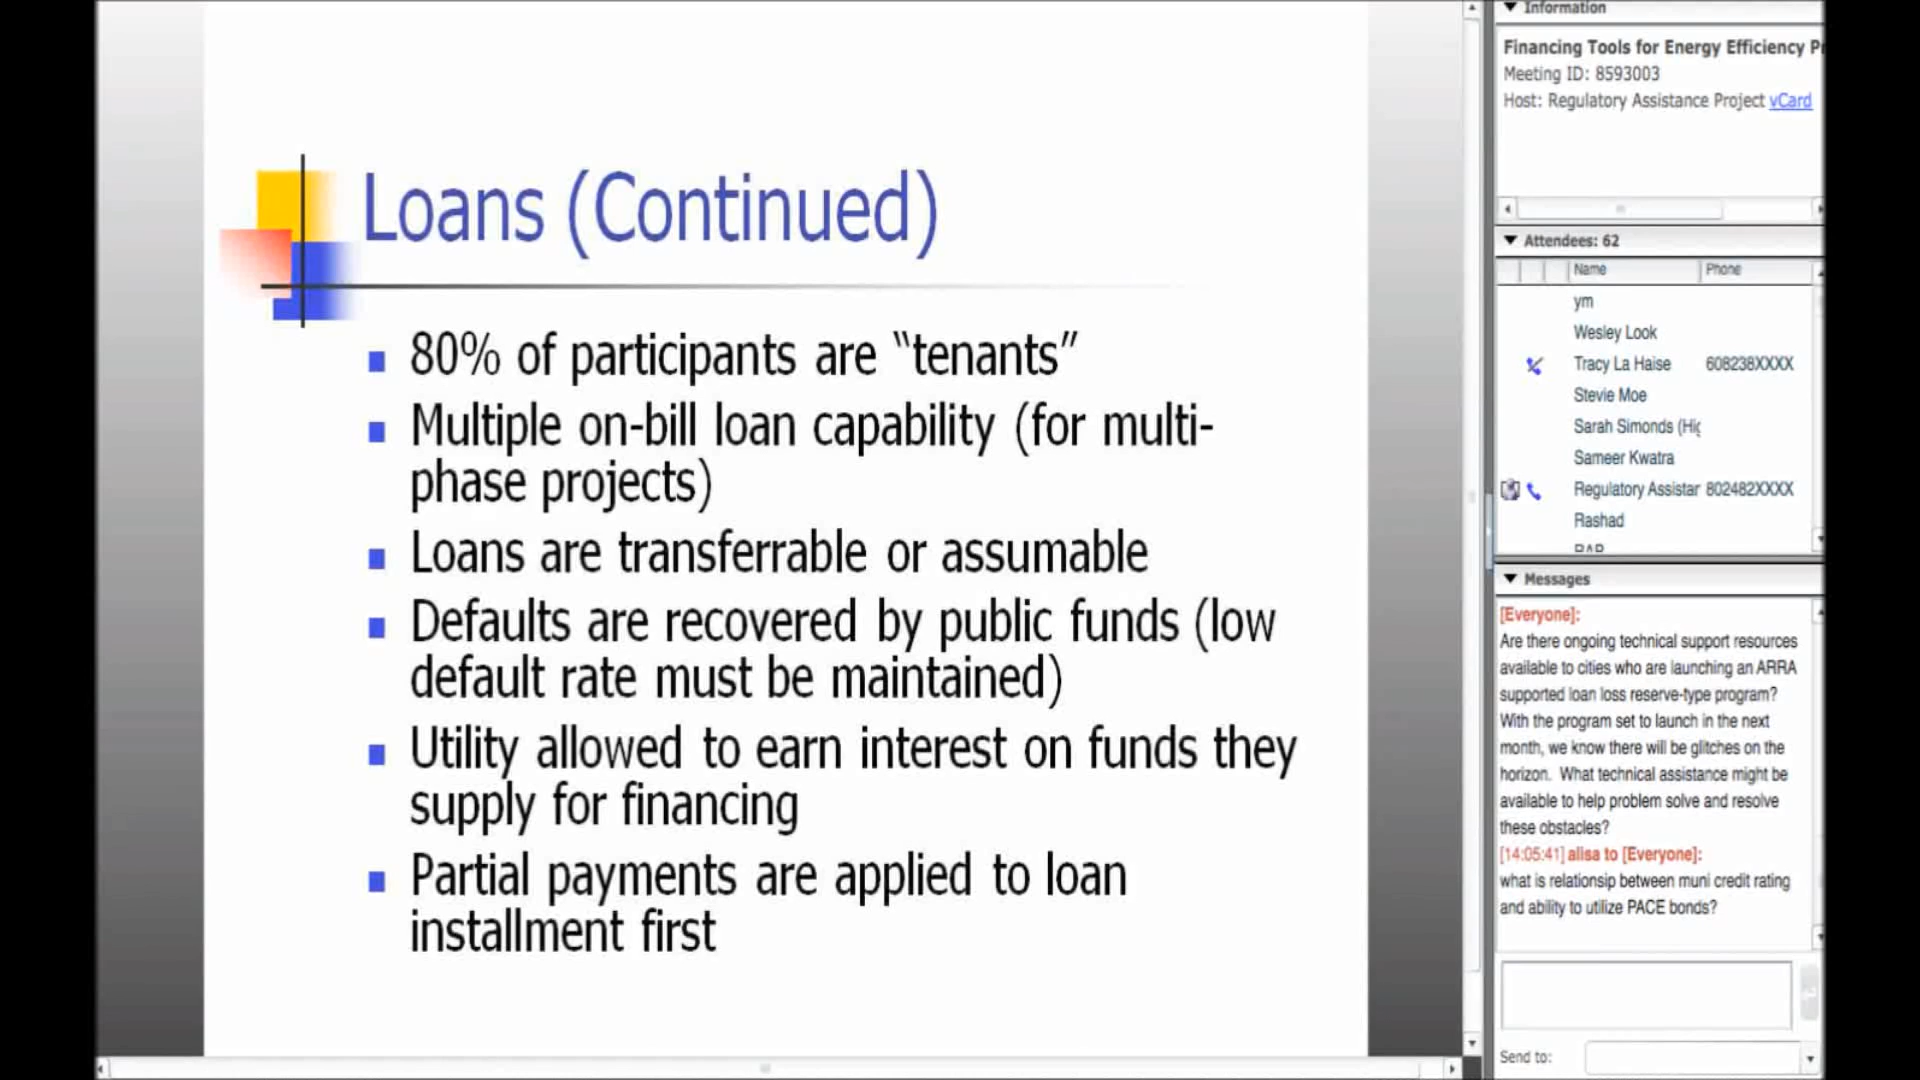 Loans (Continued)
80% of participants are “tenants”
Multiple on-bill loan capability (for multi-
phase projects)
Loans are transferrable or assumable
Defaults are recovered by public funds (low
default rate must be maintained)
Utility allowed to earn interest on funds they
supply for financing
Partial payments are applied to loan
installment first
Information
Financing Tools for Energy Efficiency Pr
Meeting ID: 8593003
Host: Regulatory Assistance Project vCard
Attendees: 62
Name Phone
ym
Wesley Look
Tracy La Haise 608238XXXX
Stevie Moe
Sarah Simonds (Hig
Sameer Kwatra
Regulatory Assistar 802482XXXX
Rashad
Messages
[Everyone]:
Are there ongoing technical support resources
available to cities who are launching an ARRA
supported loan loss reserve-type program?
With the program set to launch in the next
month, we know there will be glitches on the
horizon. What technical assistance might be
available to help problem solve and resolve
these obstacles?
[14:05:41] alisa to [Everyone]:
what is relationsip between muni credit rating
and ability to utilize PACE bonds?
Send to: